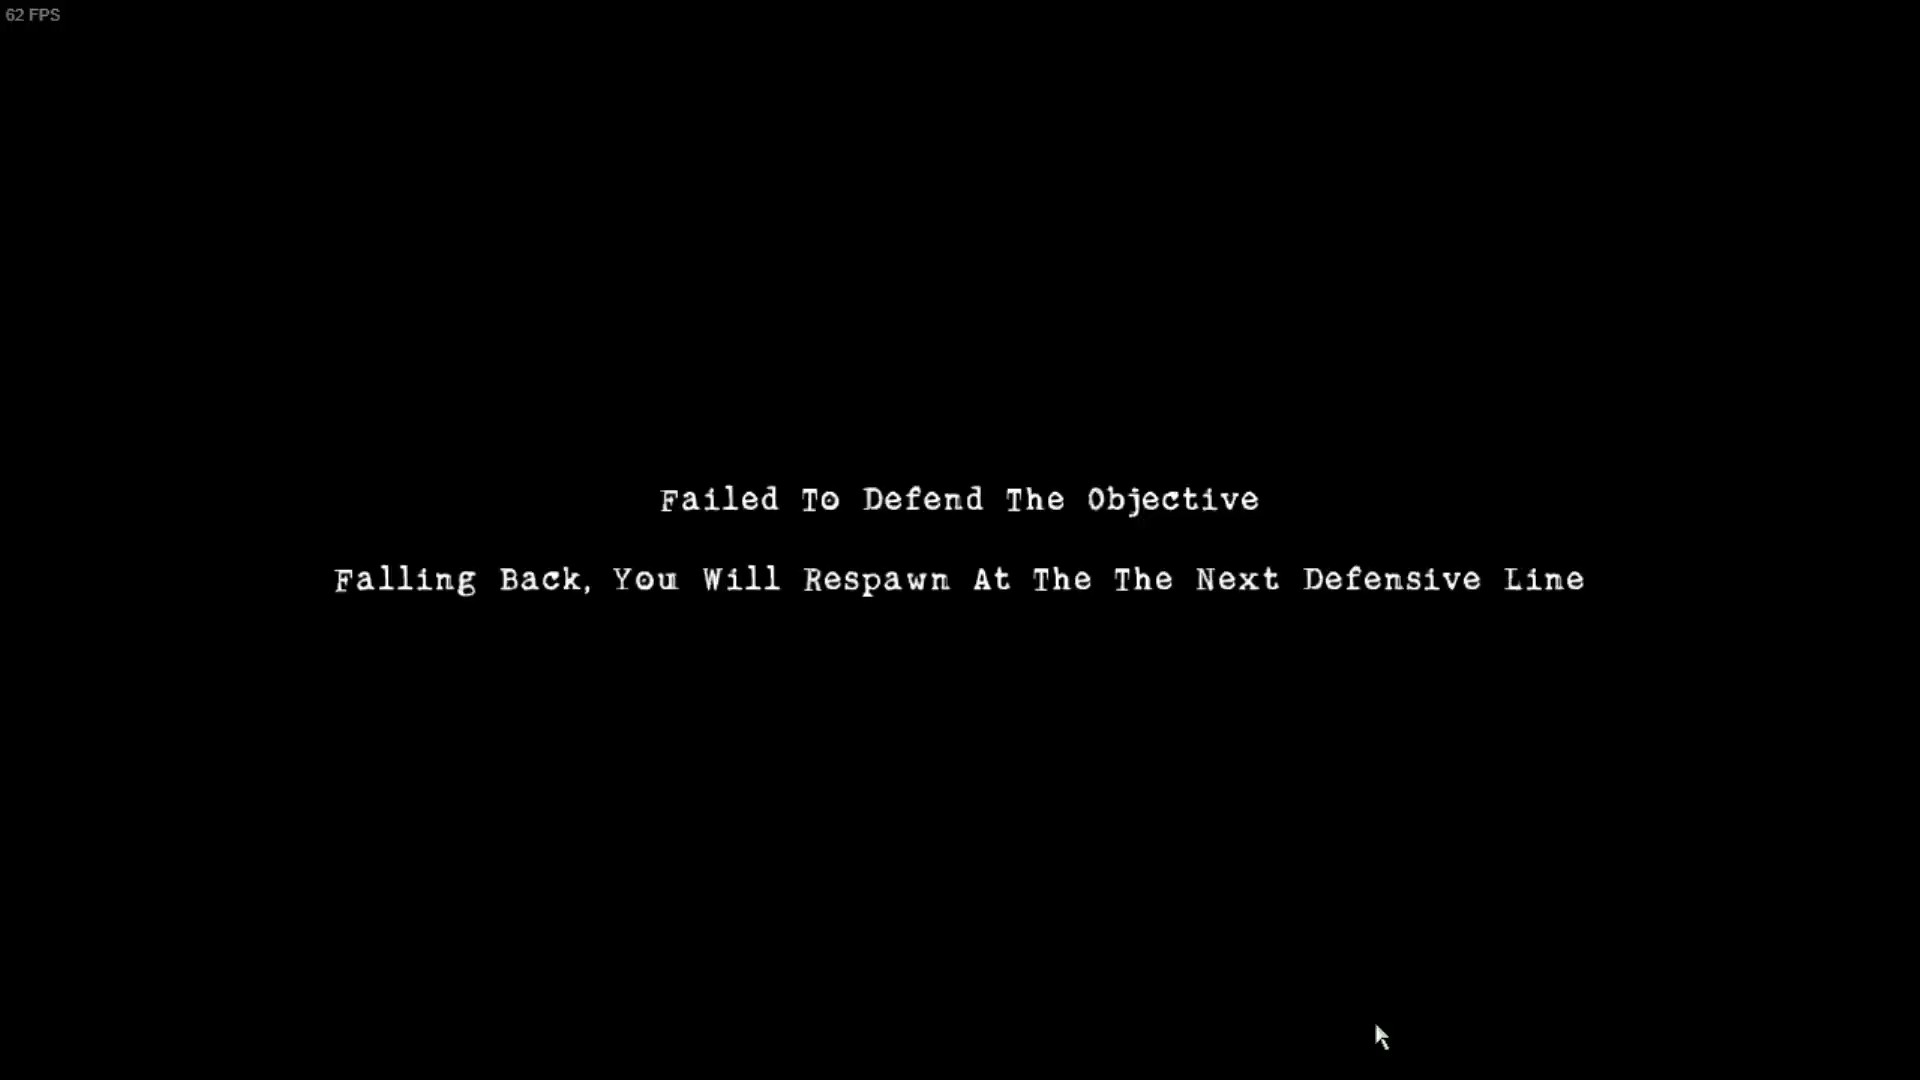 62 FPS
Failed To Defend The Objective
Falling Back, You Will Respawn At The The Next Defensive Line